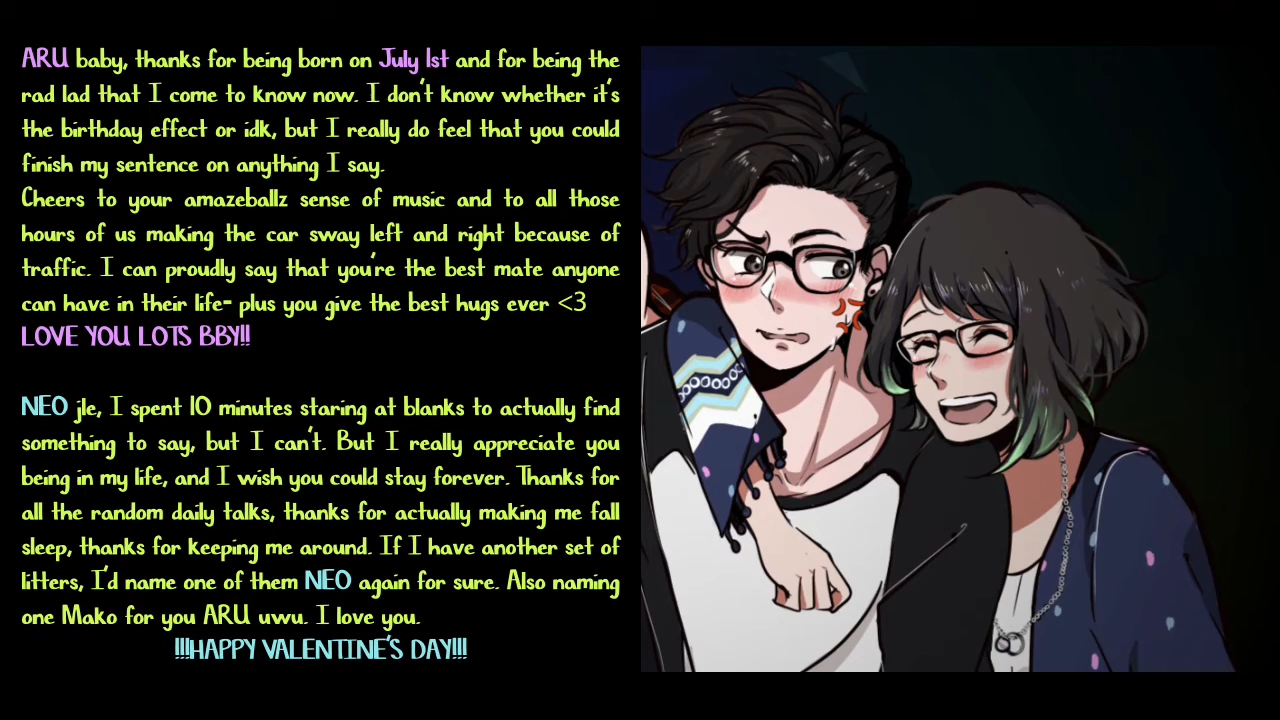 ARU baby, thanks for being born on July 1st and for being the
rad lad that I come to know now. I don't know whether it's
the birthday effect or idk, but I really do feel that you could
finish my sentence on anything I say.
Cheers to your amazeballz sense of music and to all those
hours of us making the car sway left and right because of
traffic. I can proudly say that you're the best mate anyone
can have in their life- plus you give the best hugs ever <3
LOVE YOU LOTS BBY!!
NEO jle, I spent 10 minutes staring at blanks to actually find
something to say, but I can't. But I really appreciate you
being in my life, and I wish you could stay forever. Thanks for
all the random daily talks, thanks for actually making me fall
sleep, thanks for keeping me around. If I have another set of
litters, I'd name one of them NEO again for sure. Also naming
one Mako for you ARU uwu. I love you.
!!!HAPPY VALENTINE'S DAY!!!